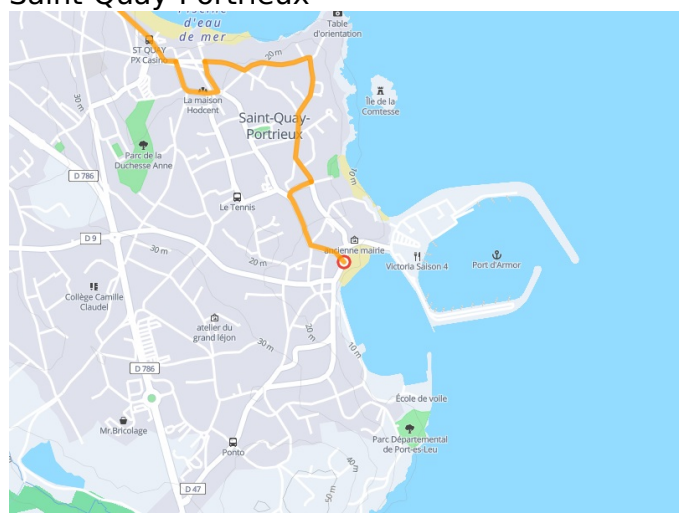 Saint-Quay-Portrieux
d'eau
de mer
Table
d'orientation
ST QUAY
PX Casino
20 m
30 m
La maison
Hodcent
Île de la
Comtesse
Saint-Quay-
Portrieux
Parc de la
Duchesse Anne
D 786
10 m
Le Tennis
D 9
30 m
ancienne mairie
20 m
Victoria Saison 4
Port d'Armor
Collège Camille
Claudel
atelier du
grand léjon
20 m
30 m
10 m
D 786
École de voile
Mr.Bricolage
Parc Départemental
de Port-es-Leu
Ponto
40 m
D 47
50 m